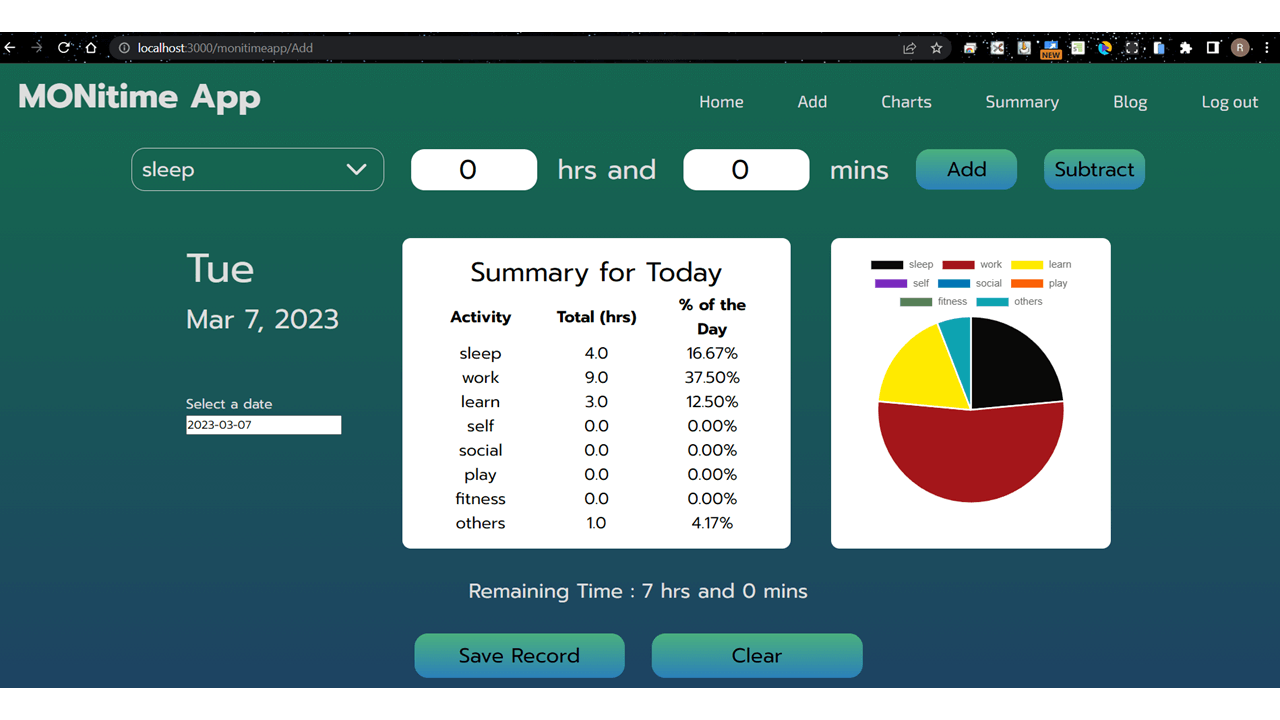 localhost:3000/monitimeapp/Add
NEW
R
MONitime App
Home Add Charts Summary Blog Log out
sleep 0 hrs and 0 mins Add Subtract
Tue
Mar 7, 2023
Select a date
2023-03-07
Summary for Today
Activity Total (hrs) % of the Day
sleep 4.0 16.67%
work 9.0 37.50%
learn 3.0 12.50%
self 0.0 0.00%
social 0.0 0.00%
play 0.0 0.00%
fitness 0.0 0.00%
others 1.0 4.17%
sleep work learn
self social play
fitness others
Remaining Time : 7 hrs and 0 mins
Save Record Clear